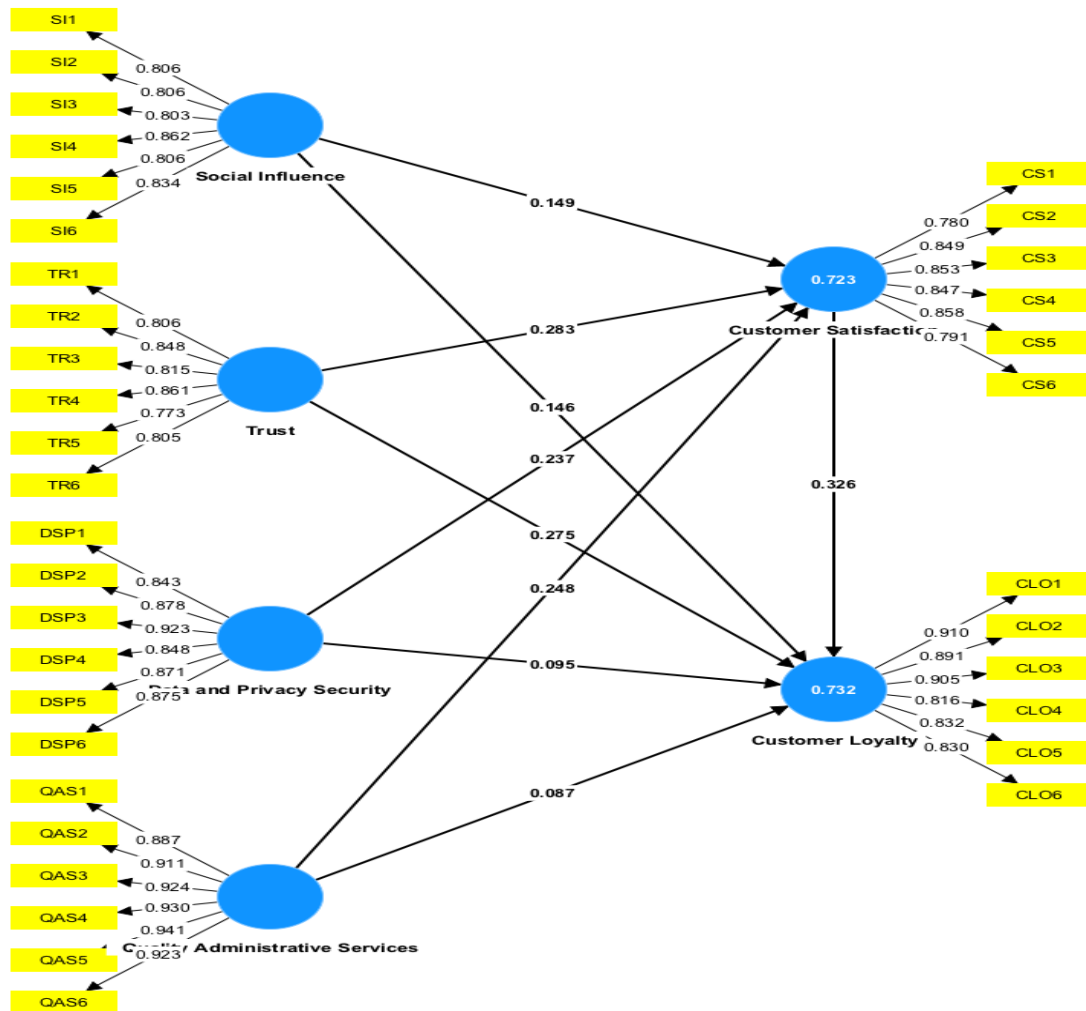 SI1
SI2
SI3
SI4
SI5
SI6
0.806
0.806
0.803
0.862
0.806
0.834
Social Influence
TR1
TR2
TR3
TR4
TR5
TR6
0.806
0.848
0.815
0.861
0.773
0.805
Trust
DSP1
DSP2
DSP3
DSP4
DSP5
DSP6
0.843
0.878
0.923
0.848
0.871
0.875
and Privacy Security
QAS1
QAS2
QAS3
QAS4
QAS5
QAS6
0.887
0.911
0.924
0.930
0.941
0.923
Administrative Services
0.149
0.283
0.146
0.237
0.275
0.248
0.326
0.095
0.087
0.723
Customer Satisfactio
CS1
CS2
CS3
CS4
CS5
CS6
0.780
0.849
0.853
0.847
0.858
0.791
0.732
Customer Loyalty
CLO1
CLO2
CLO3
CLO4
CLO5
CLO6
0.910
0.891
0.905
0.816
0.832
0.830